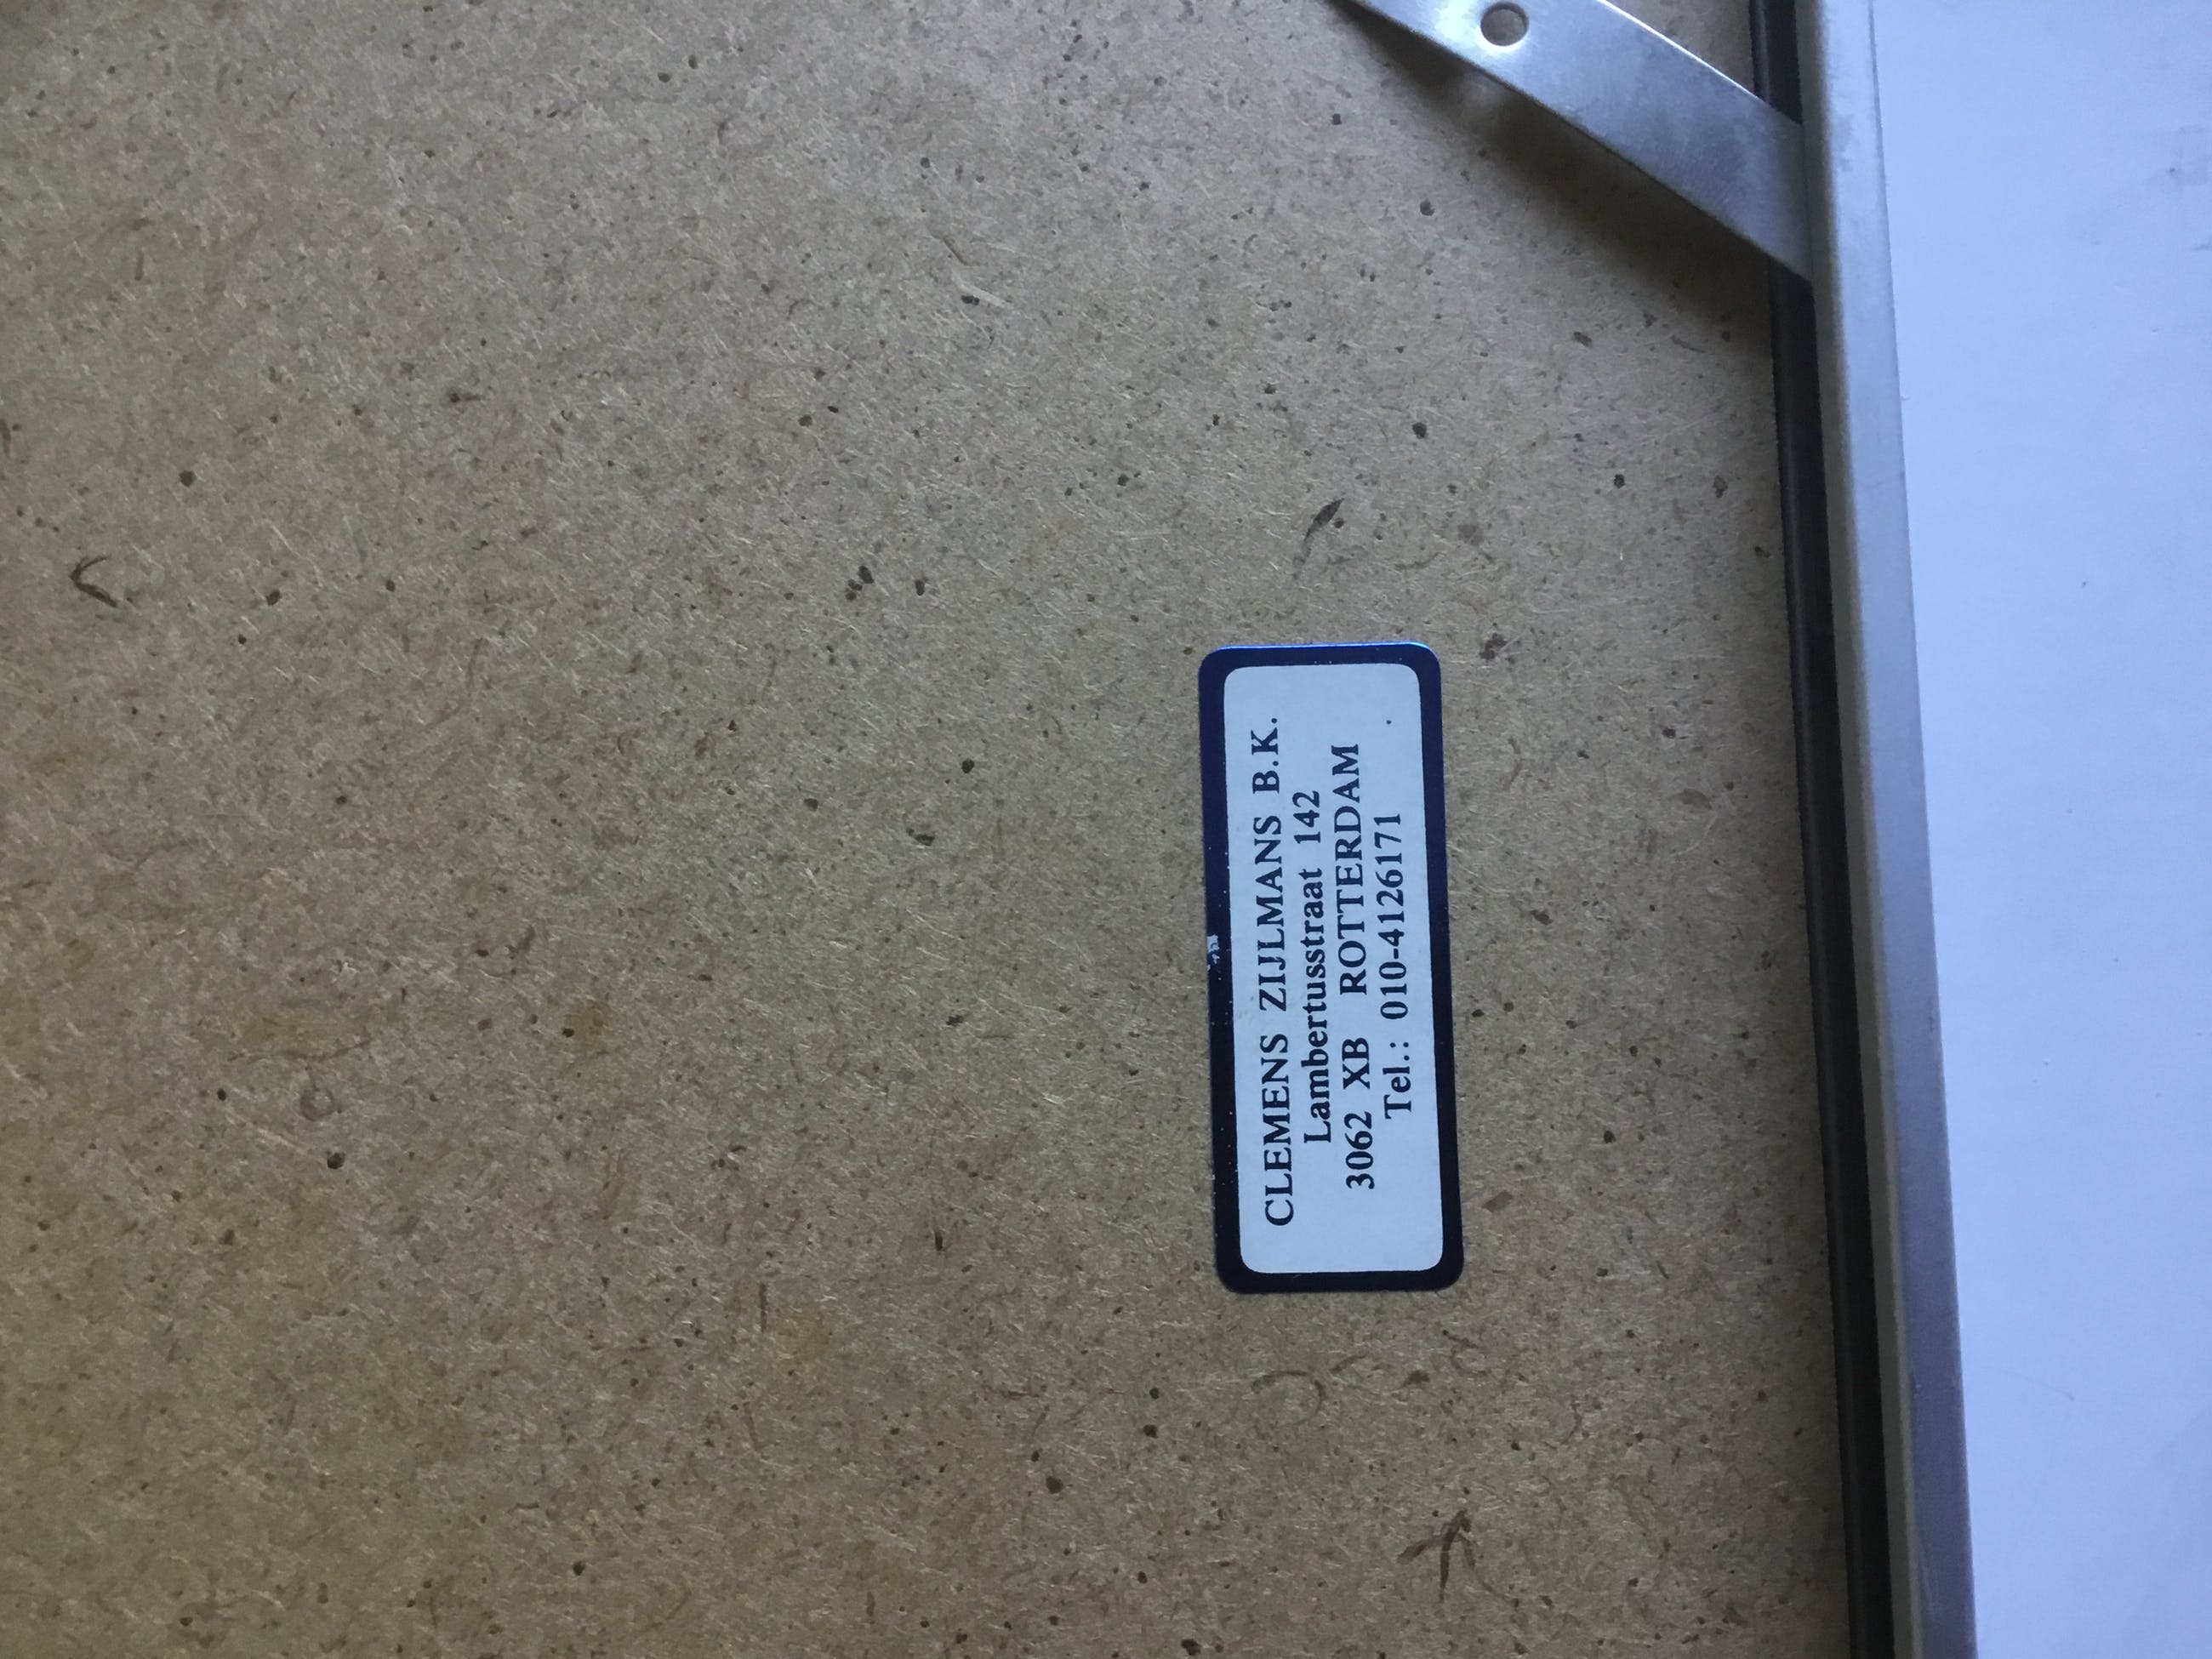 CLEMENS ZIJLMANS B.K.
Lambertusstraat 142
3062 XB ROTTERDAM
Tel.: 010-4126171